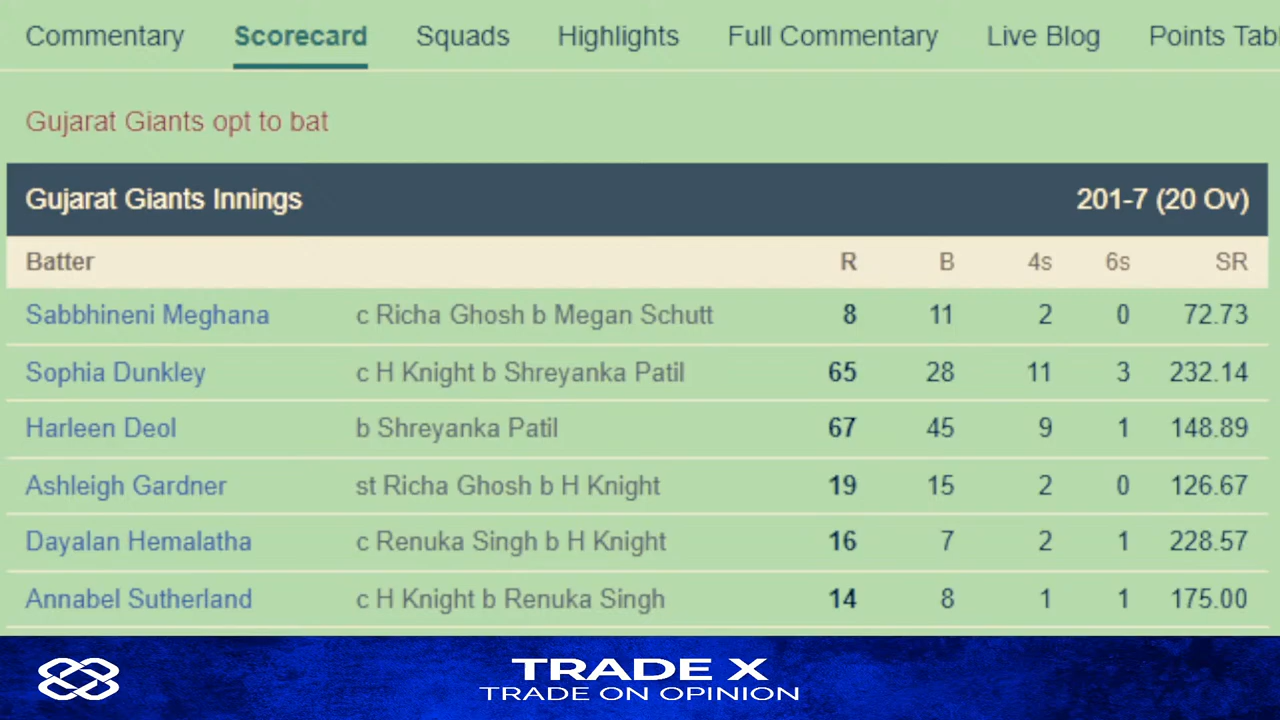 Commentary Scorecard Squads Highlights Full Commentary Live Blog Points Tabl
Gujarat Giants opt to bat
Gujarat Giants Innings 201-7 (20 Ov)
Batter R B 4s 6s SR
Sabbhineni Meghana c Richa Ghosh b Megan Schutt 8 11 2 0 72.73
Sophia Dunkley c H Knight b Shreyanka Patil 65 28 11 3 232.14
Harleen Deol b Shreyanka Patil 67 45 9 1 148.89
Ashleigh Gardner st Richa Ghosh b H Knight 19 15 2 0 126.67
Dayalan Hemalatha c Renuka Singh b H Knight 16 7 2 1 228.57
Annabel Sutherland c H Knight b Renuka Singh 14 8 1 1 175.00
TRADE X
TRADE ON OPINION